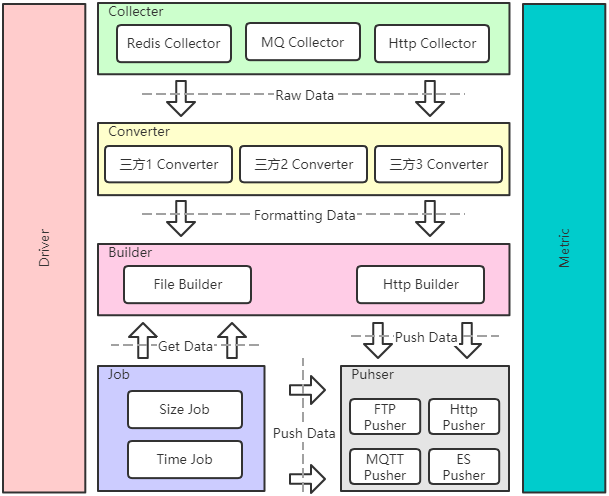 Collecter
Redis Collector
MQ Collector
Http Collector
Raw Data
Converter
三方1 Converter
三方2 Converter
三方3 Converter
Formatting Data
Builder
File Builder
Http Builder
Get Data
Push Data
Job
Size Job
Time Job
Push Data
Puhser
FTP
Pusher
Http
Pusher
MQTT
Pusher
ES
Pusher
Driver
Metric